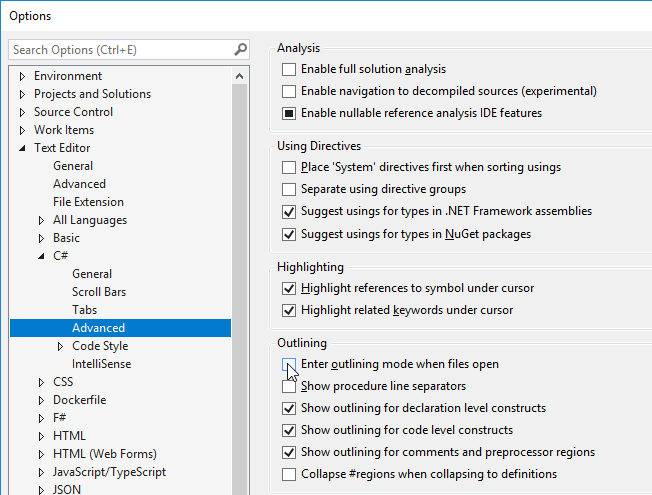 Options
Search Options (Ctrl+E)
Environment
Projects and Solutions
Source Control
Work Items
Text Editor
General
Advanced
File Extension
All Languages
Basic
C#
General
Scroll Bars
Tabs
Advanced
Code Style
IntelliSense
CSS
Dockerfile
F#
HTML
HTML (Web Forms)
JavaScript/TypeScript
JSON
Analysis
Enable full solution analysis
Enable navigation to decompiled sources (experimental)
Enable nullable reference analysis IDE features
Using Directives
Place 'System' directives first when sorting usings
Separate using directive groups
Suggest usings for types in .NET Framework assemblies
Suggest usings for types in NuGet packages
Highlighting
Highlight references to symbol under cursor
Highlight related keywords under cursor
Outlining
Enter outlining mode when files open
Show procedure line separators
Show outlining for declaration level constructs
Show outlining for code level constructs
Show outlining for comments and preprocessor regions
Collapse #regions when collapsing to definitions